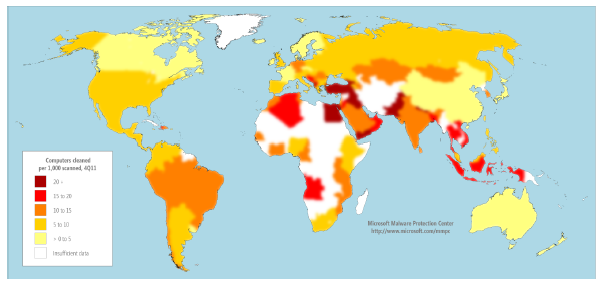 Computers cleaned
per 1,000 scanned, 4Q11
20 +
15 to 20
10 to 15
5 to 10
> 0 to 5
Insufficient data
Microsoft Malware Protection Center
http://www.microsoft.com/mmpc